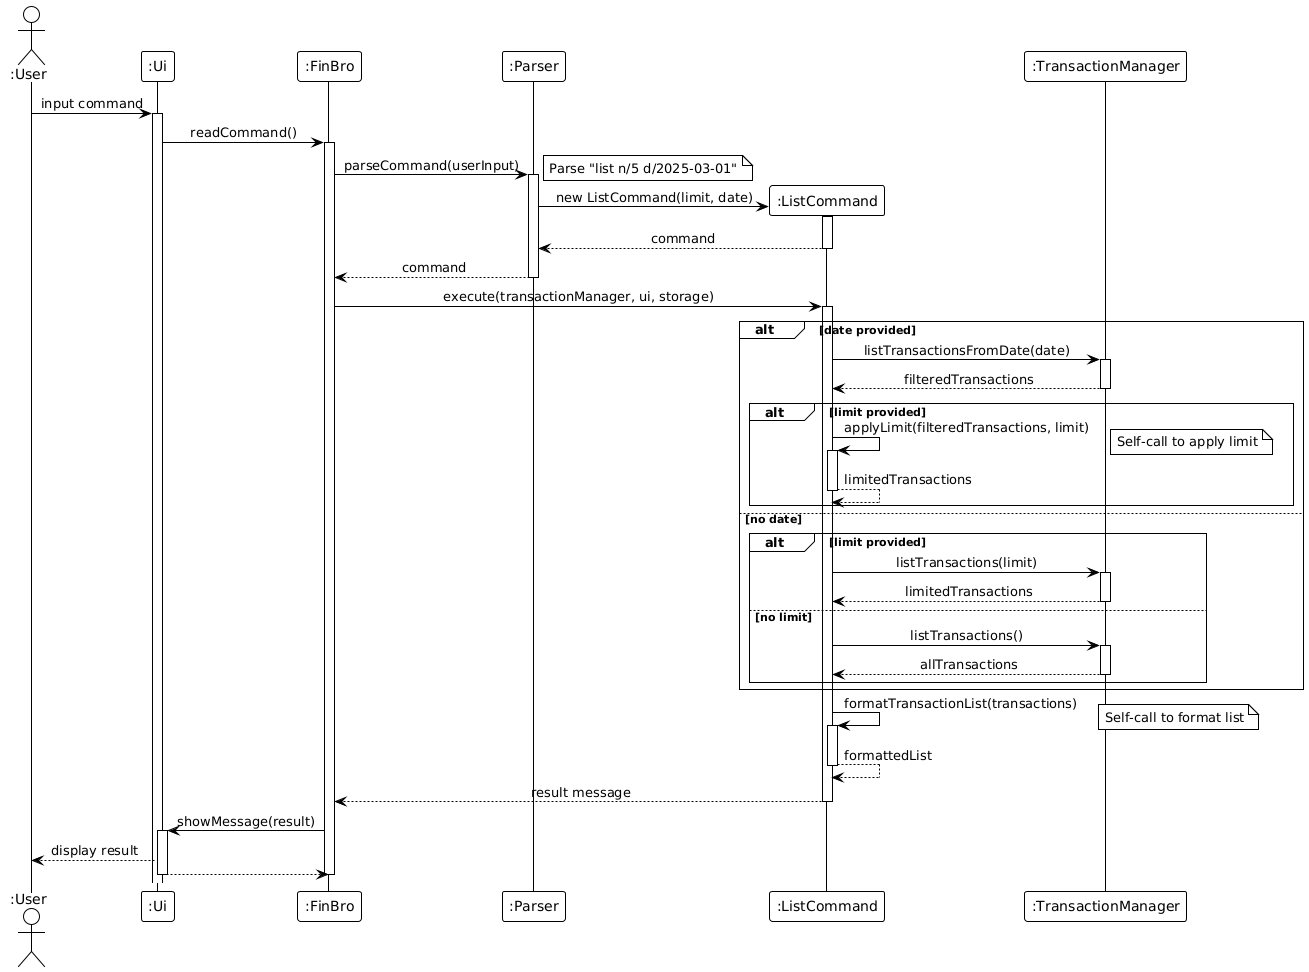 :User
:Ui
:FinBro
:Parser
:TransactionManager
input command
readCommand()
parseCommand(userInput)
Parse "list n/5 d/2025-03-01"
new ListCommand(limit, date)
:ListCommand
command
command
execute(transactionManager, ui, storage)
alt
[date provided]
listTransactionsFromDate(date)
filteredTransactions
alt
[limit provided]
applyLimit(filteredTransactions, limit)
Self-call to apply limit
limitedTransactions
[no date]
alt
[limit provided]
listTransactions(limit)
limitedTransactions
[no limit]
listTransactions()
allTransactions
formatTransactionList(transactions)
Self-call to format list
formattedList
result message
showMessage(result)
display result
:User
:Ui
:FinBro
:Parser
:ListCommand
:TransactionManager